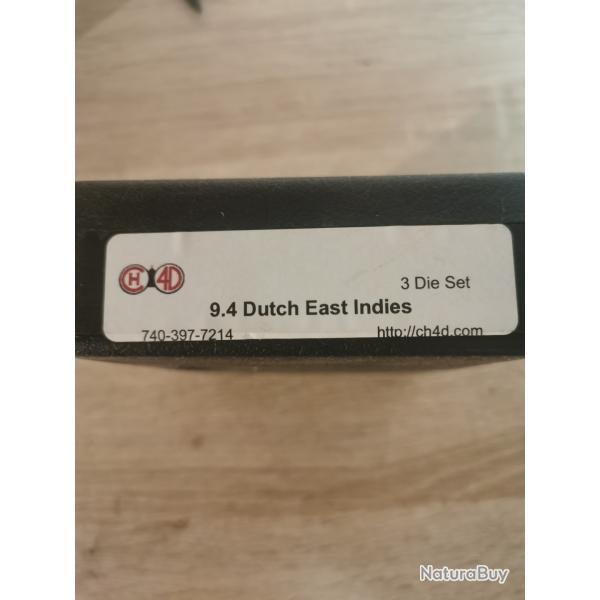 CH4D
3 Die Set
9.4 Dutch East Indies
740-397-7214 http://ch4d.com
NaturaBuy